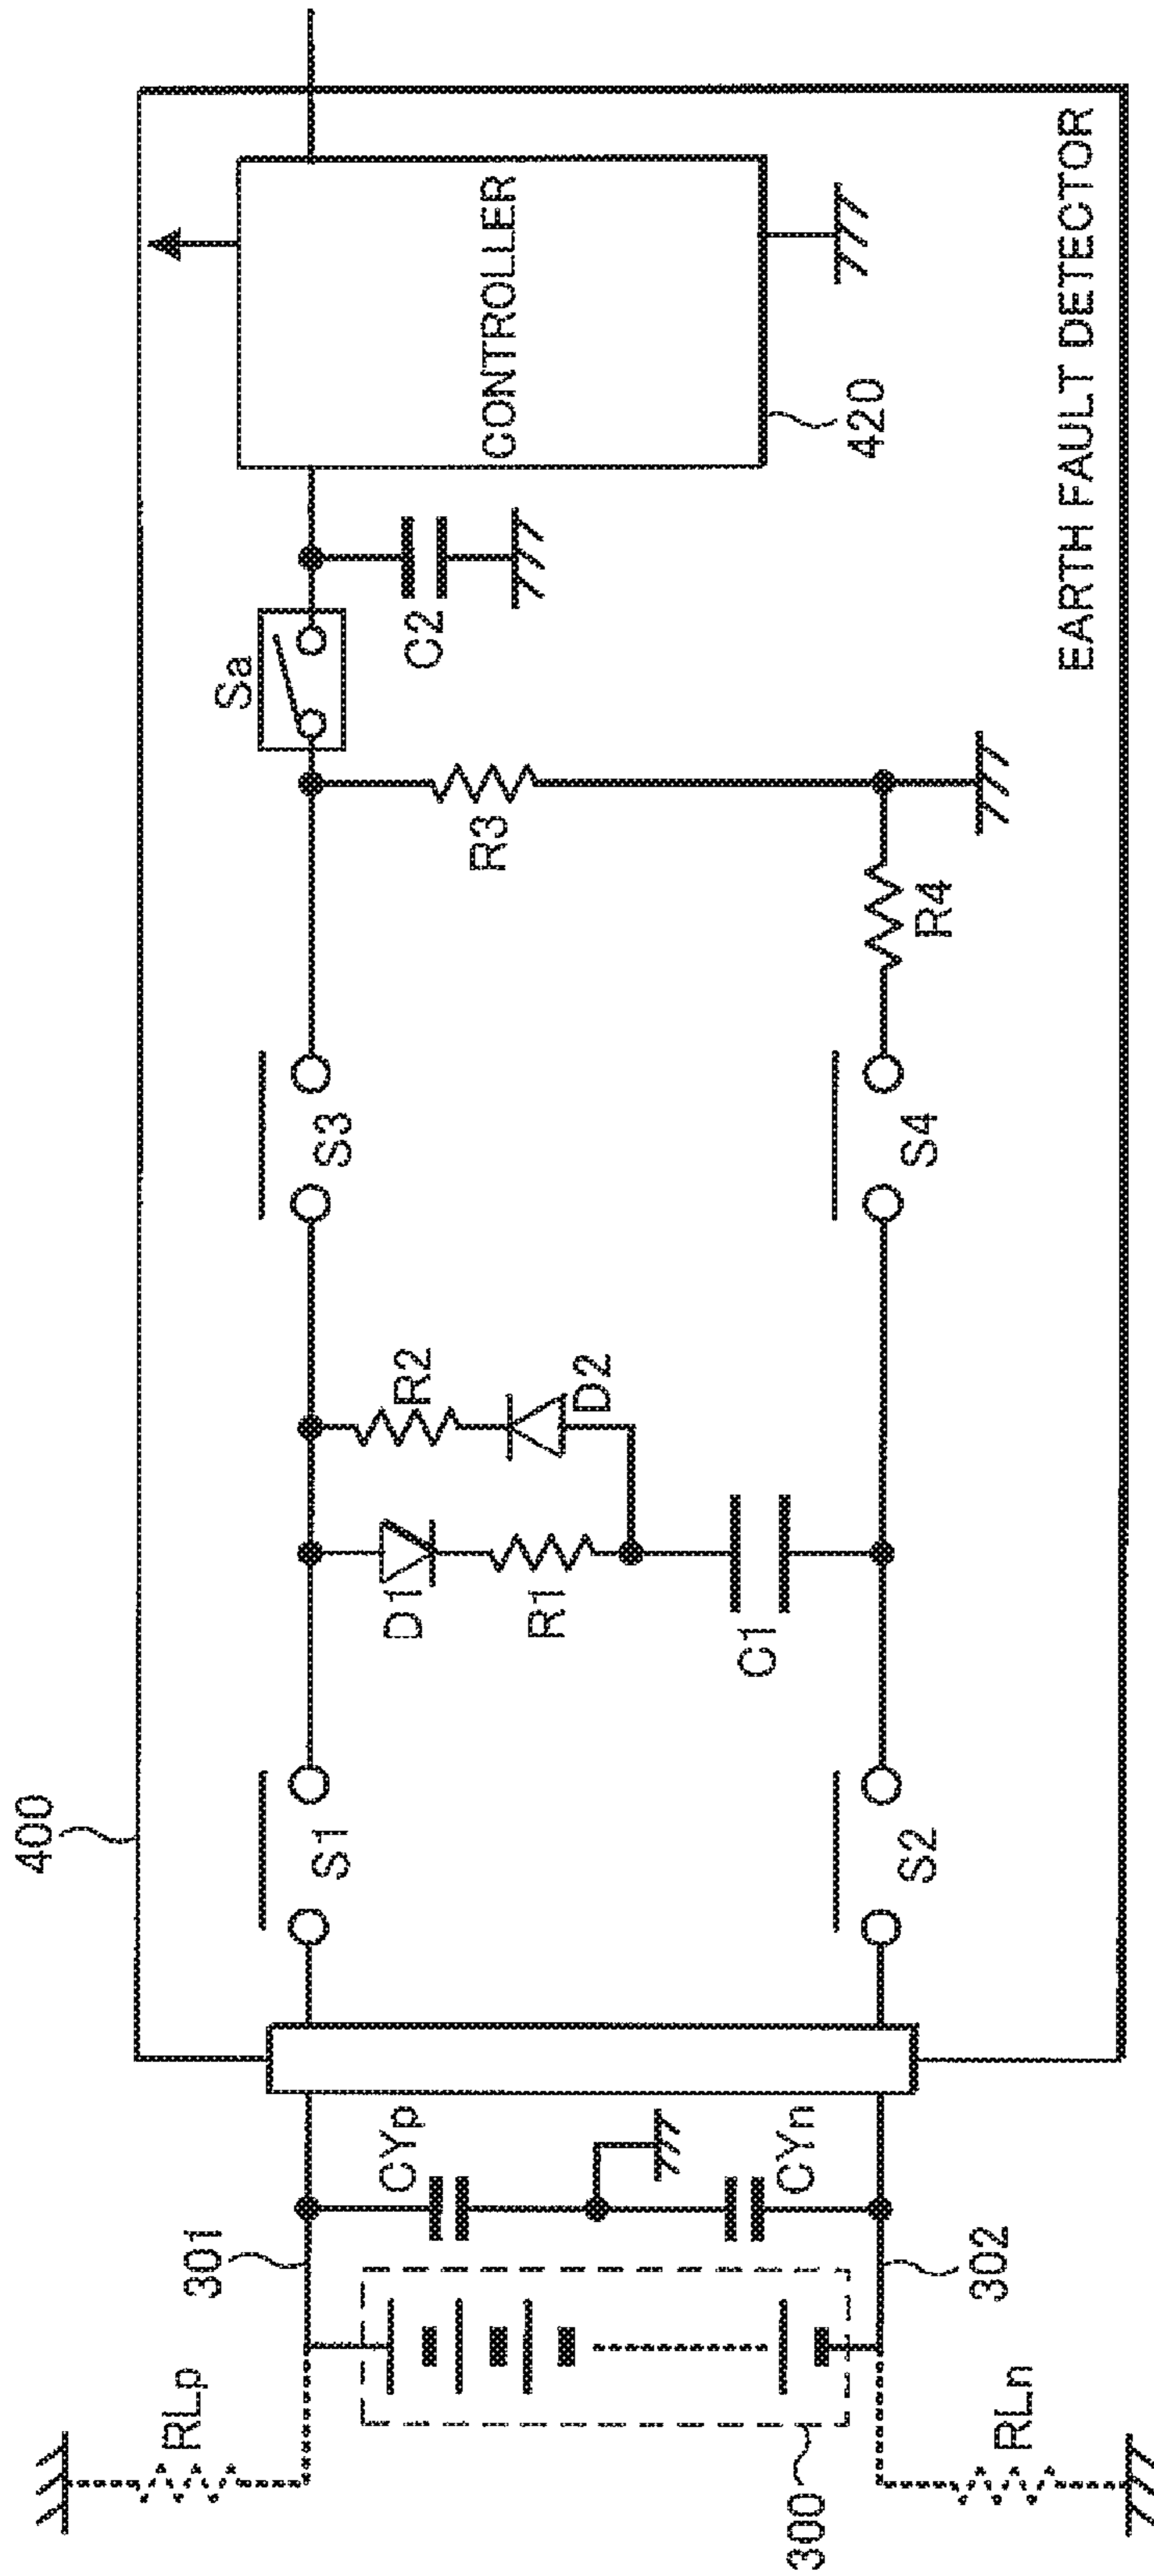 400
Sa
CONTROLLER
S1
D1
R1
R2
D2
C1
S3
R3
C2
420
S2
S4
R4
EARTH FAULT DETECTOR
RLp
301
CYp
CYn
300
302
RLn